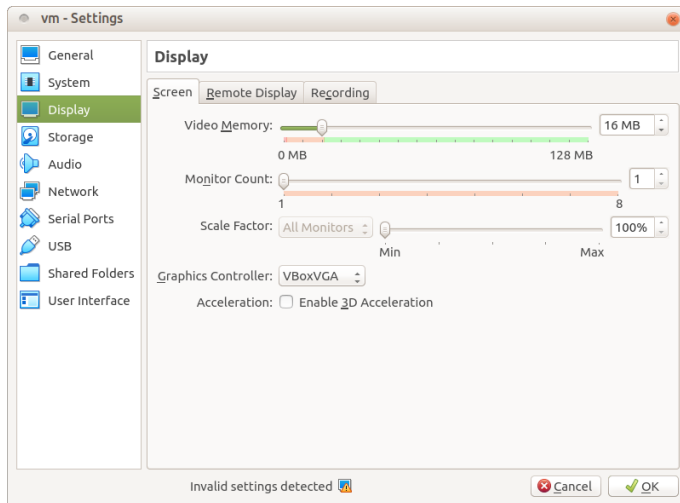 vm - Settings
General
System
Display
Storage
Audio
Network
Serial Ports
USB
Shared Folders
User Interface
Display
Screen Remote Display Recording
Video Memory: 16 MB
0 MB 128 MB
Monitor Count: 1
1 8
Scale Factor: All Monitors 100%
Min Max
Graphics Controller: VBoxVGA
Acceleration: Enable 3D Acceleration
Invalid settings detected Cancel OK